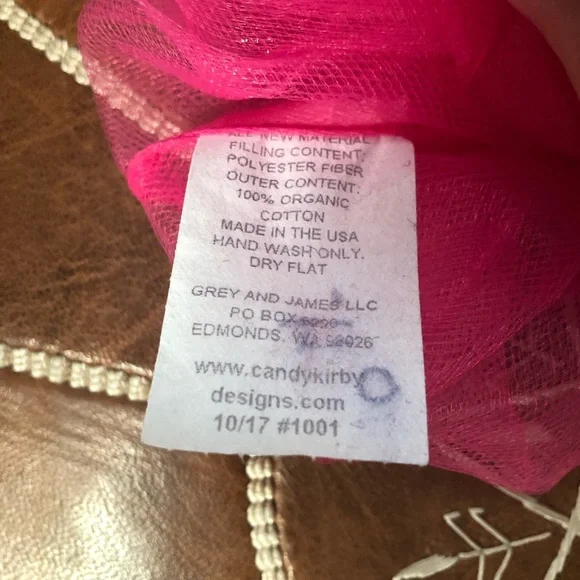 ALL NEW MATERIAL
FILLING CONTENT:
POLYESTER FIBER
OUTER CONTENT:
100% ORGANIC
COTTON
MADE IN THE USA
HAND WASH ONLY.
DRY FLAT
GREY AND JAMES LLC
PO BOX
EDMONDS, WA 98026
www.candykirby
designs.com
10/17 #1001